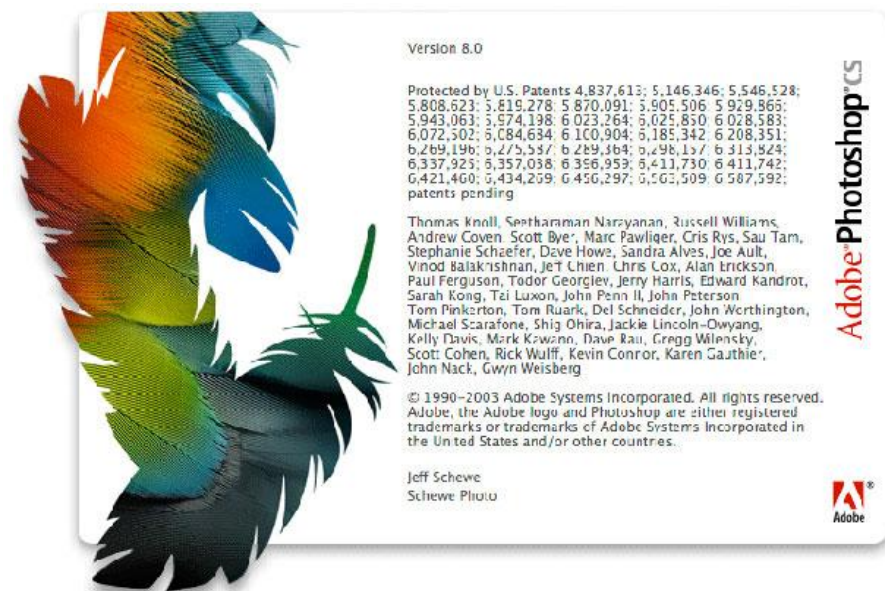 Version 8.0
Protected by U.S. Patents 4,837,613; 5,146,346; 5,546,528;
5,808,623; 5,819,278; 5,870,091; 5,905,506; 5,929,866;
5,943,063; 5,974,198; 6,023,264; 6,025,850; 6,028,583;
6,072,502; 6,084,684; 6,100,904; 6,185,342; 6,208,351;
6,269,196; 6,275,587; 6,289,364; 6,298,157; 6,313,824;
6,337,925; 6,357,038; 6,396,959; 6,411,730; 6,411,742;
6,421,460; 6,434,269; 6,456,297; 6,563,509; 6,587,592;
patents pending
Thomas Knoll, Seetharaman Narayanan, Russell Williams,
Andrew Coven, Scott Byer, Marc Pawliger, Cris Rys, Sau Tam,
Stephanie Schaefer, Dave Howe, Sandra Alves, Joe Ault,
Vinod Balakrishnan, Jeff Chien, Chris Cox, Alan Erickson,
Paul Ferguson, Todor Georgiev, Jerry Harris, Edward Kandrot,
Sarah Kong, Tai Luxon, John Penn II, John Peterson
Tom Pinkerton, Tom Ruark, Del Schneider, John Worthington,
Michael Scarafone, Shig Ohira, Jackie Lincoln-Owyang,
Kelly Davis, Mark Kawano, Dave Rau, Gregg Wilensky,
Scott Cohen, Rick Wulff, Kevin Connor, Karen Gauthier,
John Nack, Gwyn Weisberg
© 1990-2003 Adobe Systems Incorporated. All rights reserved.
Adobe, the Adobe logo and Photoshop are either registered
trademarks or trademarks of Adobe Systems Incorporated in
the United States and/or other countries.
Jeff Schewe
Schewe Photo
Adobe® Photoshop® CS
Adobe®